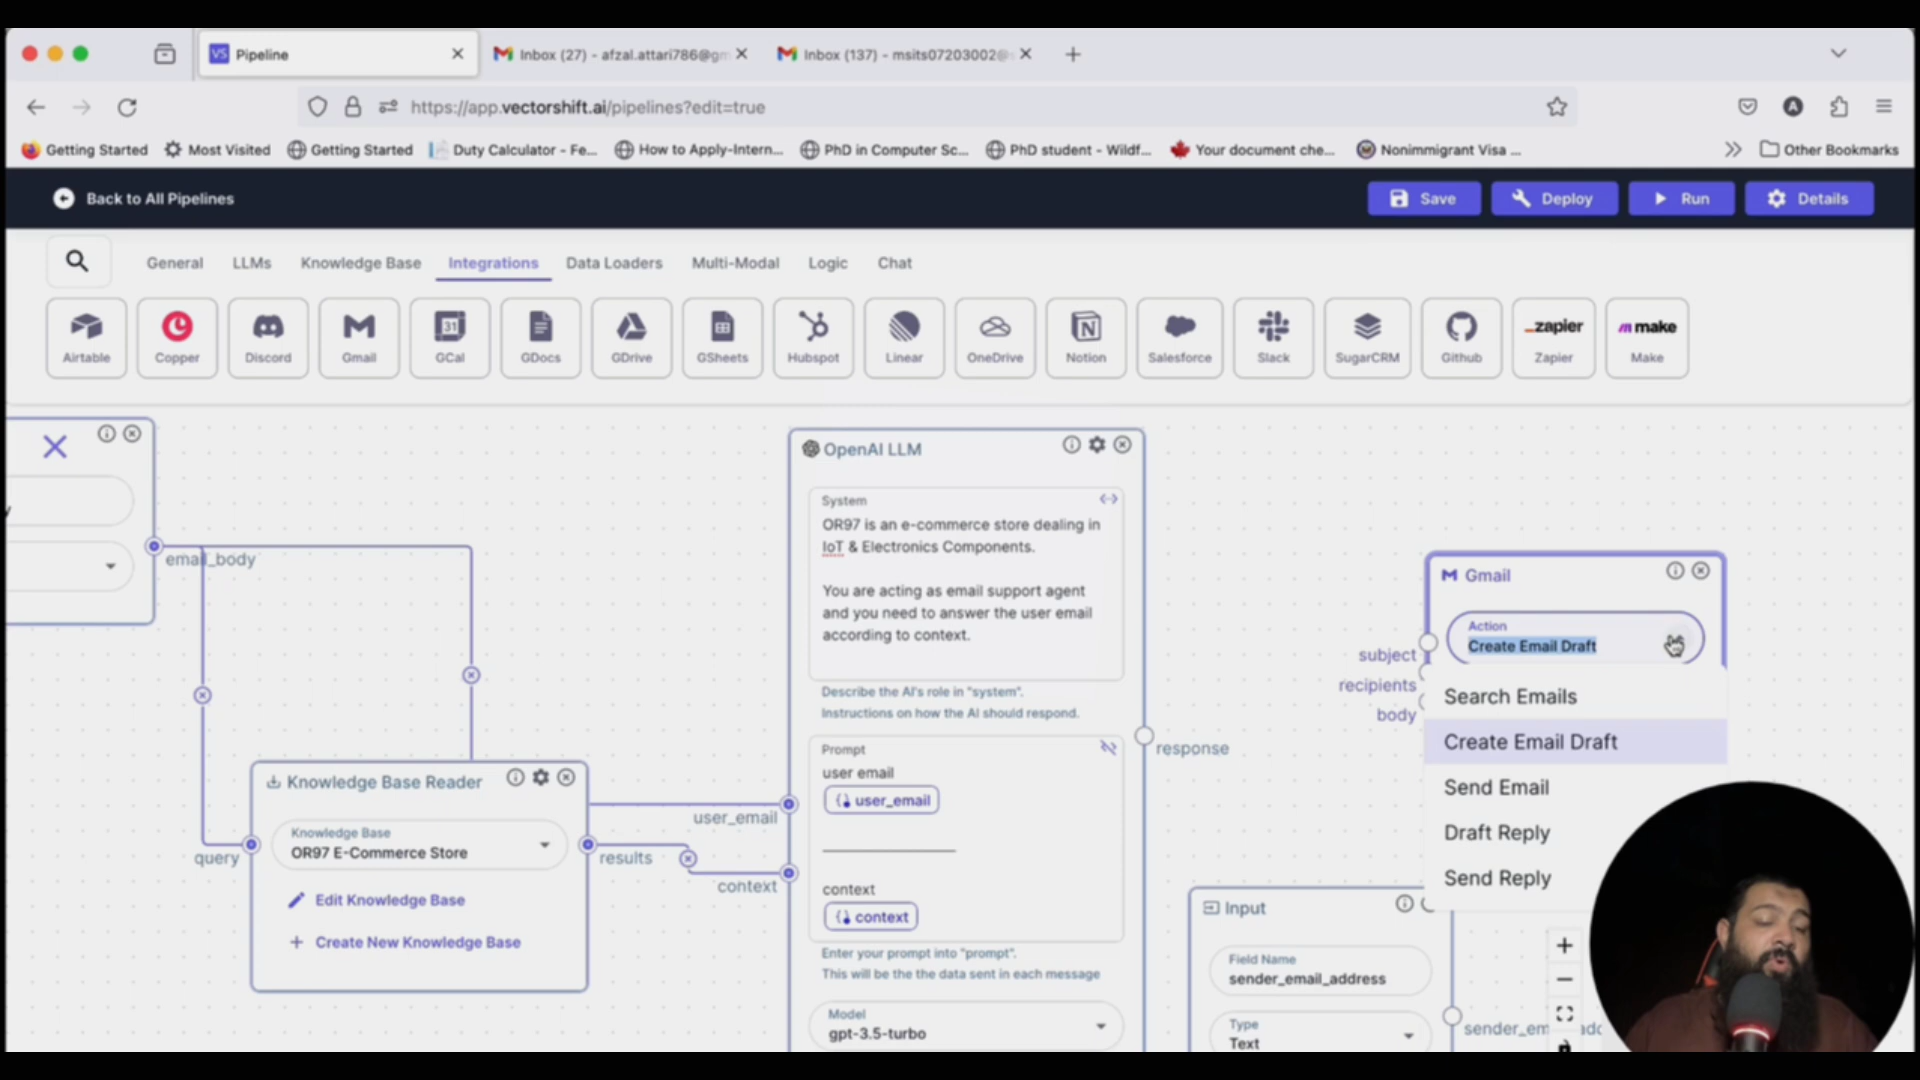 VS Pipeline
Inbox (27) - afzal.attari786@gm
Inbox (137) - msits07203002@
https://app.vectorshift.ai/pipelines?edit=true
Getting Started
Most Visited
Getting Started
Duty Calculator - Fe...
How to Apply-Intern...
PhD in Computer Sc...
PhD student - Wildf...
Your document che...
Nonimmigrant Visa ...
Other Bookmarks
Back to All Pipelines
Save
Deploy
Run
Details
General
LLMs
Knowledge Base
Integrations
Data Loaders
Multi-Modal
Logic
Chat
Airtable
Copper
Discord
Gmail
31
GCal
GDocs
GDrive
GSheets
Hubspot
Linear
OneDrive
Notion
Salesforce
Slack
SugarCRM
Github
_zapier
Zapier
make
Make
y
email_body
OpenAI LLM
System
OR97 is an e-commerce store dealing in
IoT & Electronics Components.
You are acting as email support agent
and you need to answer the user email
according to context.
Describe the AI's role in "system".
Instructions on how the AI should respond.
Prompt
user email
user_email
context
context
Enter your prompt into "prompt".
This will be the the data sent in each message
Model
gpt-3.5-turbo
user_email
context
response
Knowledge Base Reader
Knowledge Base
OR97 E-Commerce Store
Edit Knowledge Base
+ Create New Knowledge Base
query
results
Gmail
Action
Create Email Draft
subject
recipients
body
Search Emails
Create Email Draft
Send Email
Draft Reply
Send Reply
Input
Field Name
sender_email_address
Type
Text
sender_em